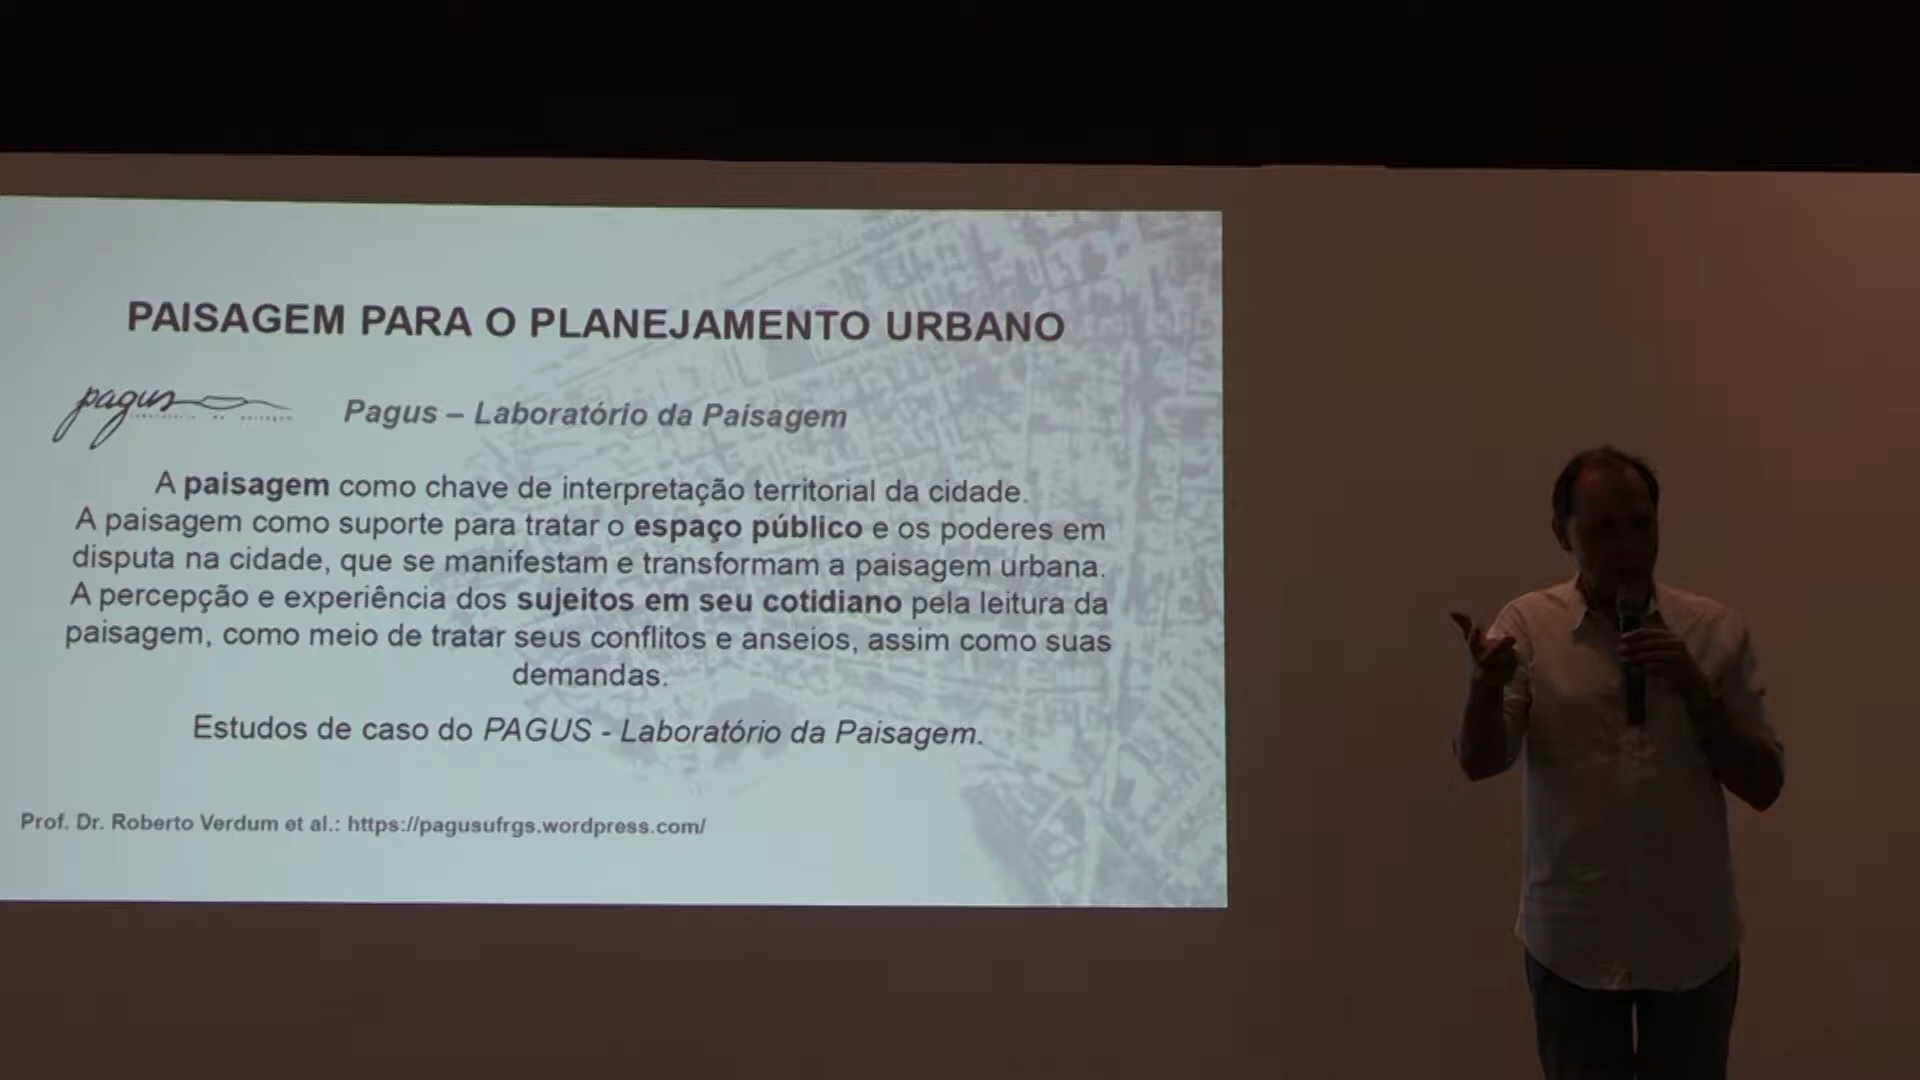 PAISAGEM PARA O PLANEJAMENTO URBANO
pagus
Pagus – Laboratório da Paisagem
A paisagem como chave de interpretação territorial da cidade.
A paisagem como suporte para tratar o espaço público e os poderes em
disputa na cidade, que se manifestam e transformam a paisagem urbana.
A percepção e experiência dos sujeitos em seu cotidiano pela leitura da
paisagem, como meio de tratar seus conflitos e anseios, assim como suas
demandas.
Estudos de caso do PAGUS - Laboratório da Paisagem.
Prof. Dr. Roberto Verdum et al.: https://pagusufrgs.wordpress.com/